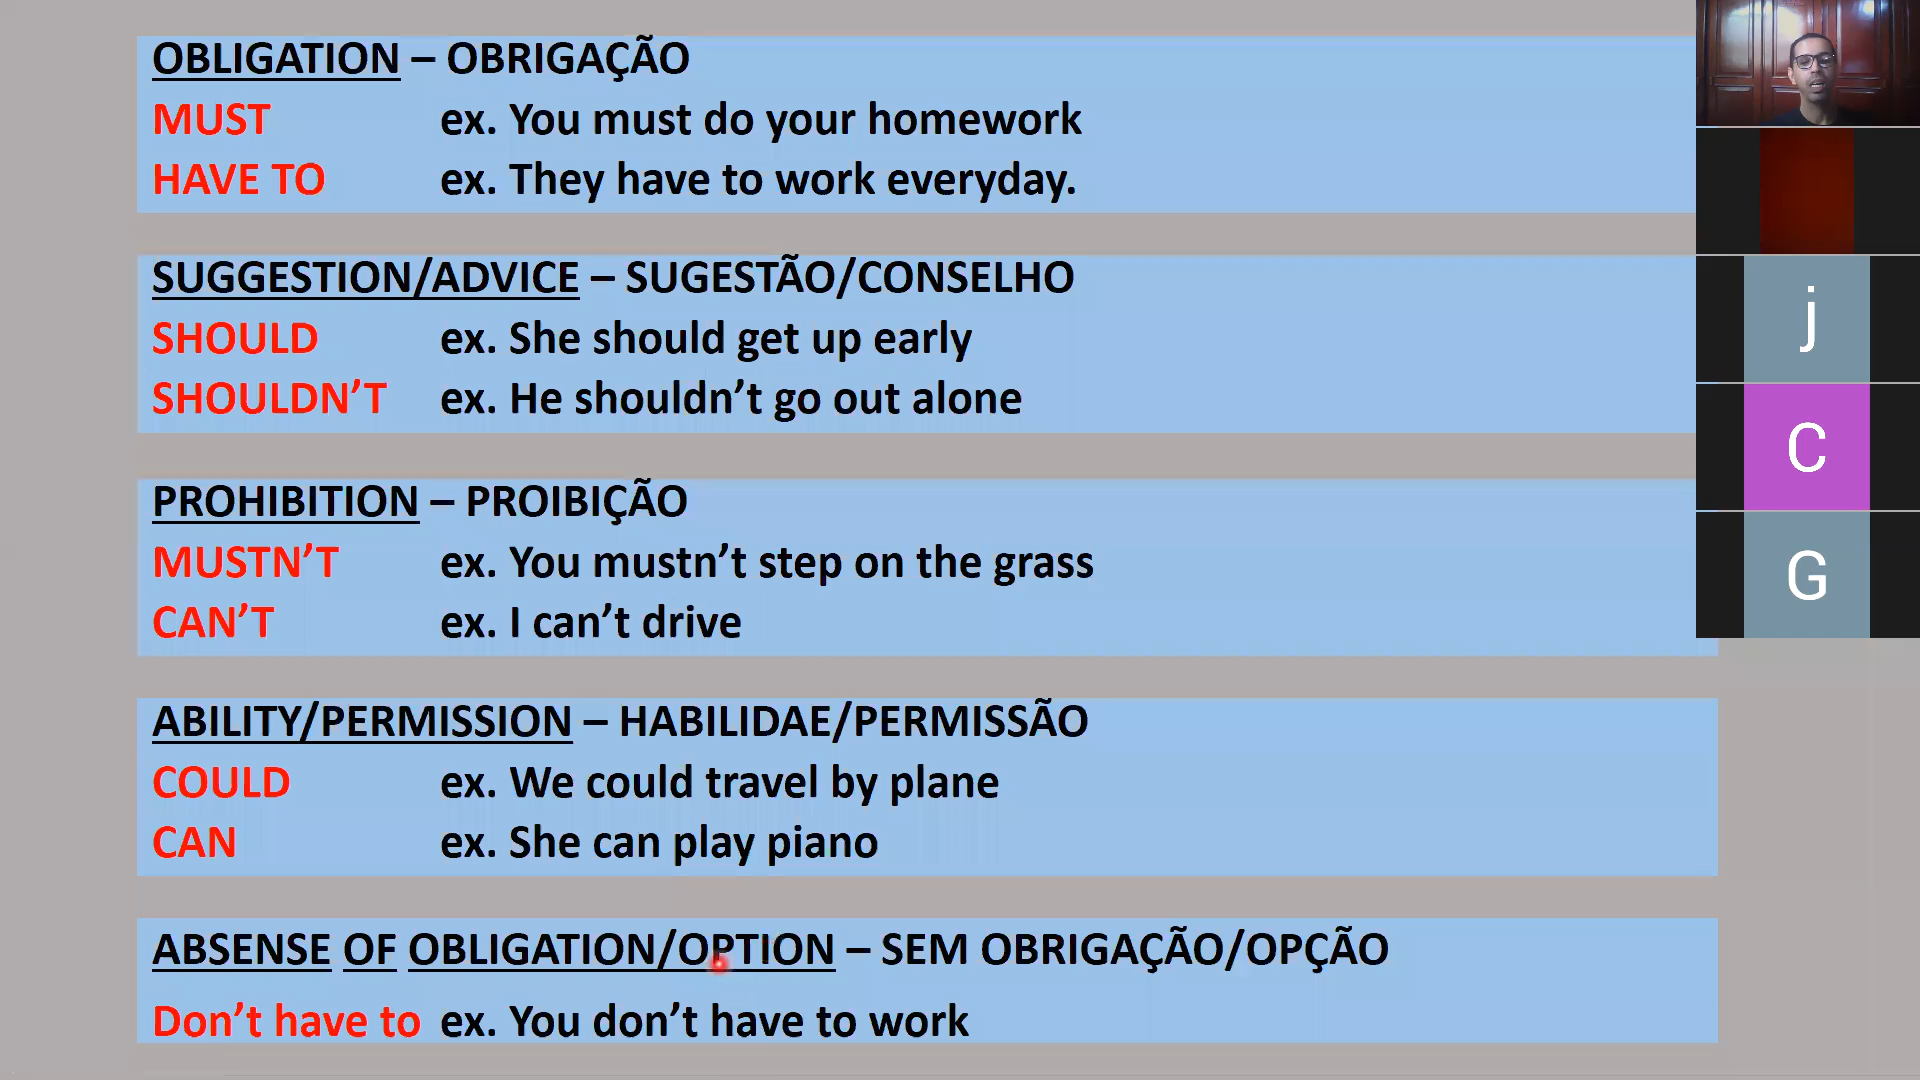 OBLIGATION – OBRIGAÇÃO
MUST ex. You must do your homework
HAVE TO ex. They have to work everyday.
SUGGESTION/ADVICE – SUGESTÃO/CONSELHO
SHOULD ex. She should get up early
SHOULDN’T ex. He shouldn’t go out alone
PROHIBITION – PROIBIÇÃO
MUSTN’T ex. You mustn’t step on the grass
CAN’T ex. I can’t drive
ABILITY/PERMISSION – HABILIDAE/PERMISSÃO
COULD ex. We could travel by plane
CAN ex. She can play piano
ABSENSE OF OBLIGATION/OPTION – SEM OBRIGAÇÃO/OPÇÃO
Don’t have to ex. You don’t have to work
j
C
G